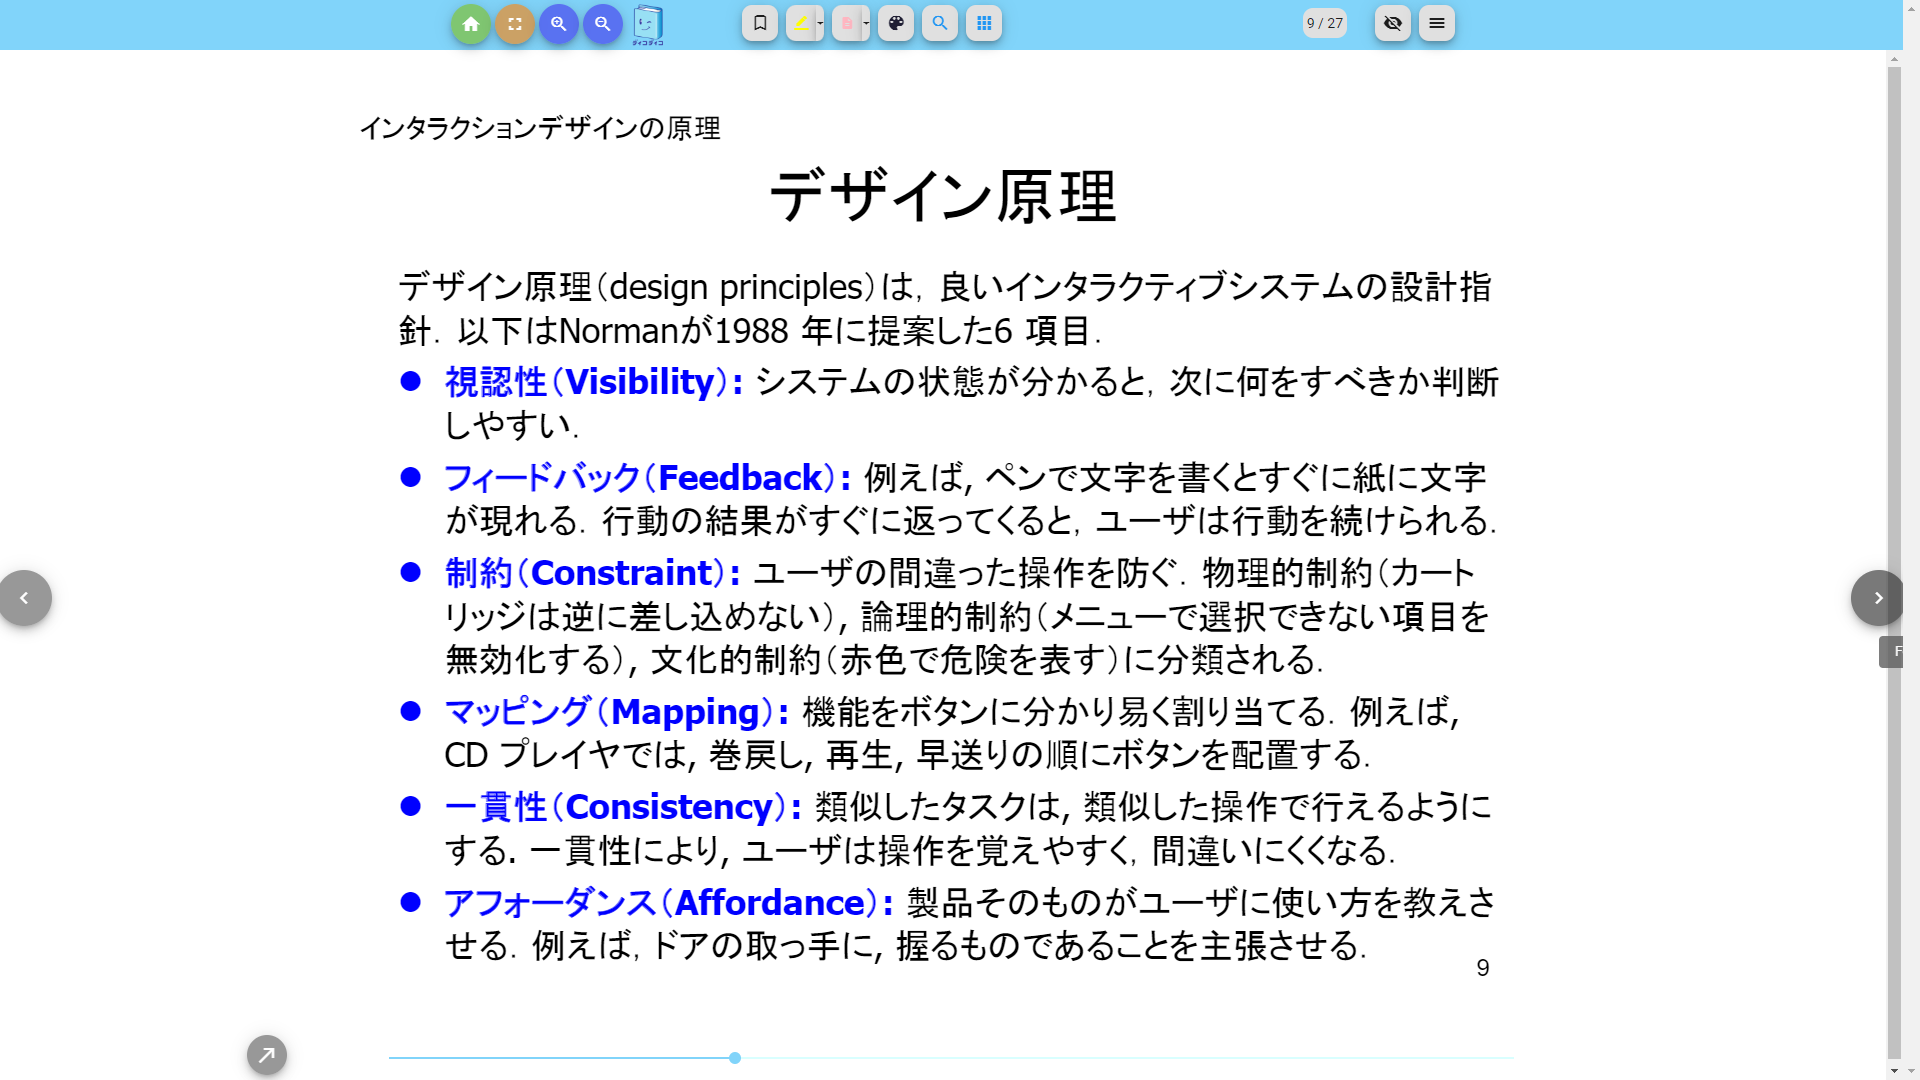 ダィコダィコ
9 / 27
インタラクションデザインの原理
デザイン原理
デザイン原理（design principles）は，良いインタラクティブシステムの設計指
針．以下はNormanが1988 年に提案した6 項目．
● 視認性（Visibility）: システムの状態が分かると，次に何をすべきか判断
しやすい．
● フィードバック（Feedback）: 例えば, ペンで文字を書くとすぐに紙に文字
が現れる．行動の結果がすぐに返ってくると，ユーザは行動を続けられる．
● 制約（Constraint）: ユーザの間違った操作を防ぐ．物理的制約（カート
リッジは逆に差し込めない）, 論理的制約（メニューで選択できない項目を
無効化する）, 文化的制約（赤色で危険を表す）に分類される．
● マッピング（Mapping）: 機能をボタンに分かり易く割り当てる．例えば,
CD プレイヤでは, 巻戻し, 再生, 早送りの順にボタンを配置する．
● 一貫性（Consistency）: 類似したタスクは, 類似した操作で行えるように
する. 一貫性により, ユーザは操作を覚えやすく，間違いにくくなる．
● アフォーダンス（Affordance）: 製品そのものがユーザに使い方を教えさ
せる．例えば，ドアの取っ手に, 握るものであることを主張させる．
9
F